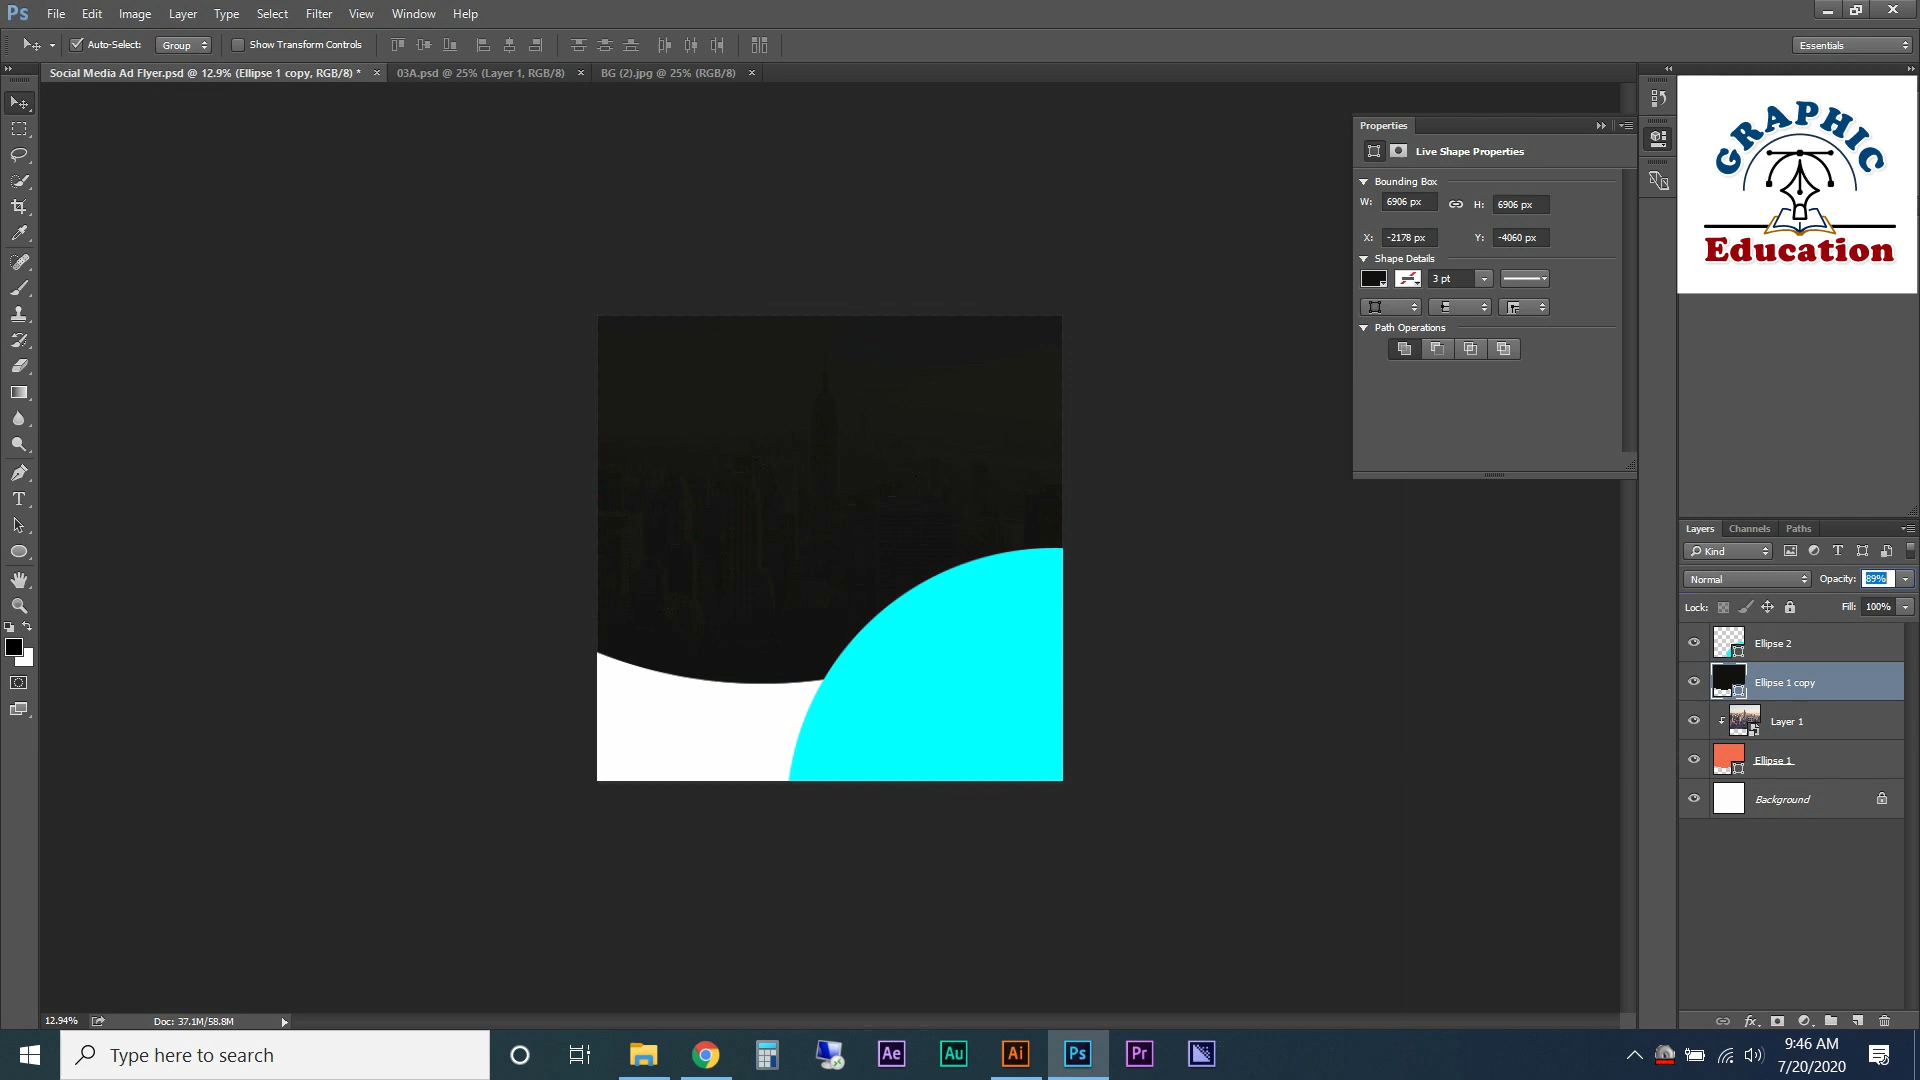 Ps File Edit Image Layer Type Select Filter View Window Help
Auto-Select: Group Show Transform Controls Essentials
Social Media Ad Flyer.psd @ 12.9% (Ellipse 1 copy, RGB/8) * × 03A.psd @ 25% (Layer 1, RGB/8) × BG (2).jpg @ 25% (RGB/8) ×
GRAPHIC
Education
Properties
Live Shape Properties
Bounding Box
W: 6906 px H: 6906 px
X: -2178 px Y: -4060 px
Shape Details
3 pt
Path Operations
Layers Channels Paths
Kind
Normal Opacity: 89%
Lock: Fill: 100%
Ellipse 2
Ellipse 1 copy
Layer 1
Ellipse 1
Background
fx
T
12.94% Doc: 37.1M/58.8M
Type here to search
Ae Au Ai Ps Pr
9:46 AM
7/20/2020